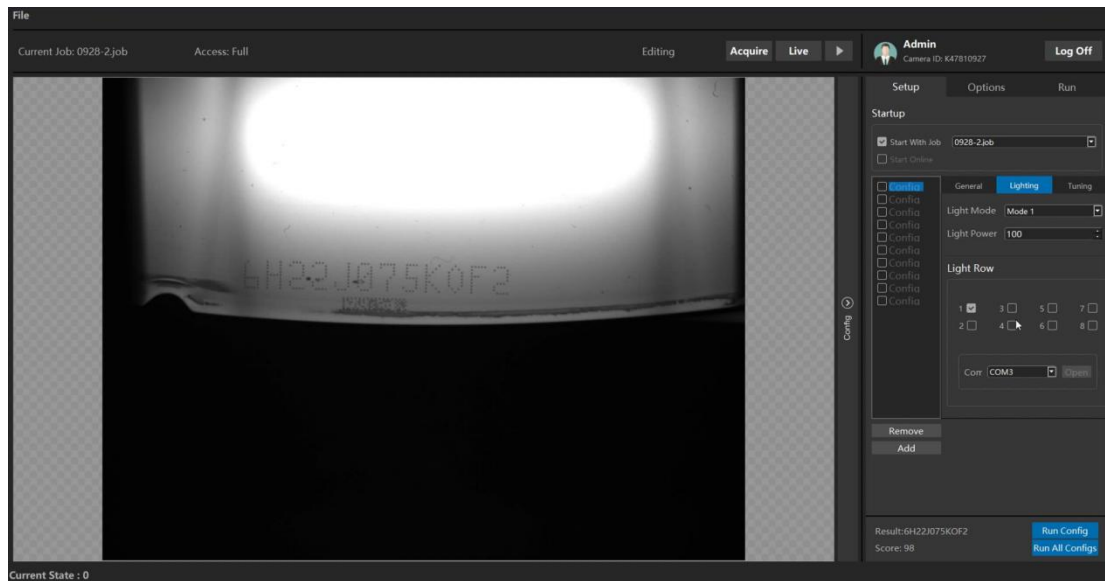 File
Current Job: 0928-2.job Access: Full Editing Acquire Live
Admin
Camera ID: K47810927
Log Off
Setup Options Run
Startup
Start With Job 0928-2.job
Start Online
Config General Lighting Tuning
Config
Config Light Mode Mode 1
Config
Config Light Power 100
Config
Config Light Row
Config
Config
Config
1 3 5 7
2 4 6 8
6H22J075KOF2
Config
Com COM3 Open
Remove
Add
Result:6H22J075KOF2 Run Config
Score: 98 Run All Configs
Current State : 0